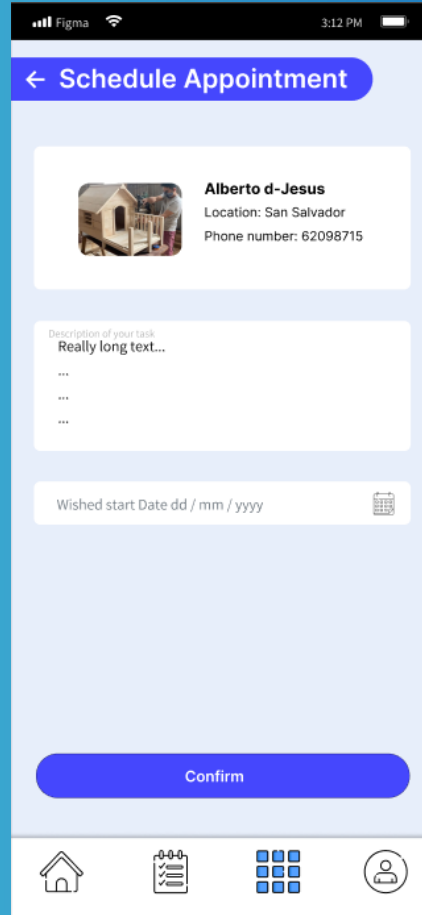 Figma 3:12 PM
← Schedule Appointment
Alberto d-Jesus
Location: San Salvador
Phone number: 62098715
Description of your task
Really long text...
...
...
...
Wished start Date dd / mm / yyyy
Confirm